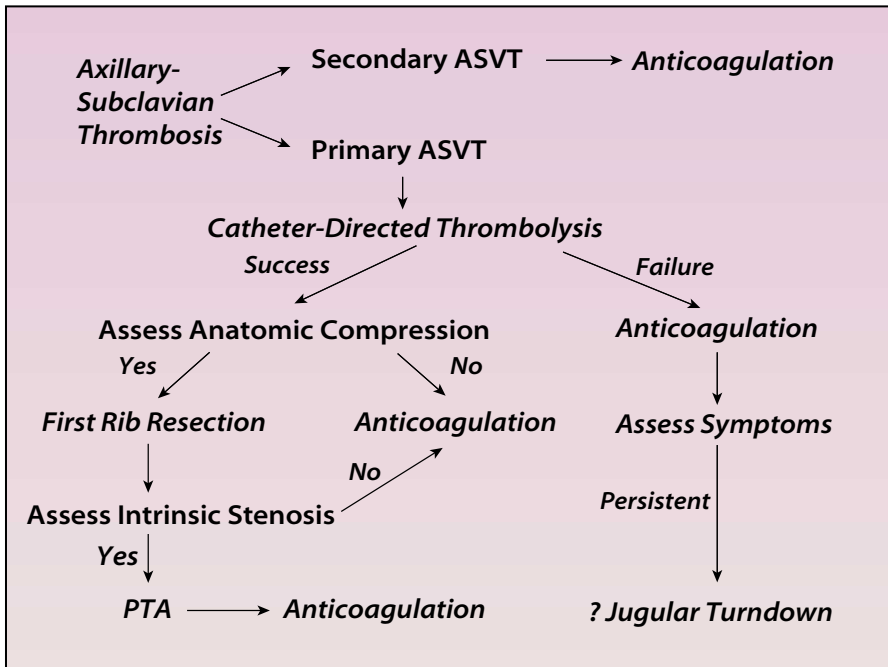 Axillary-
Subclavian
Thrombosis
Secondary ASVT
Anticoagulation
Primary ASVT
Catheter-Directed Thrombolysis
Success
Failure
Assess Anatomic Compression
Anticoagulation
Yes
No
First Rib Resection
Anticoagulation
Assess Symptoms
No
Persistent
Assess Intrinsic Stenosis
Yes
PTA
Anticoagulation
? Jugular Turndown